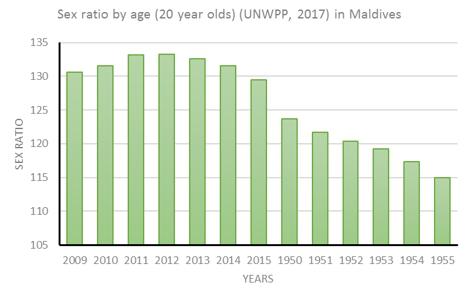 Sex ratio by age (20 year olds) (UNWPP, 2017) in Maldives
135
130
125
120
115
110
105
SEX RATIO
2009 2010 2011 2012 2013 2014 2015 1950 1951 1952 1953 1954 1955
YEARS